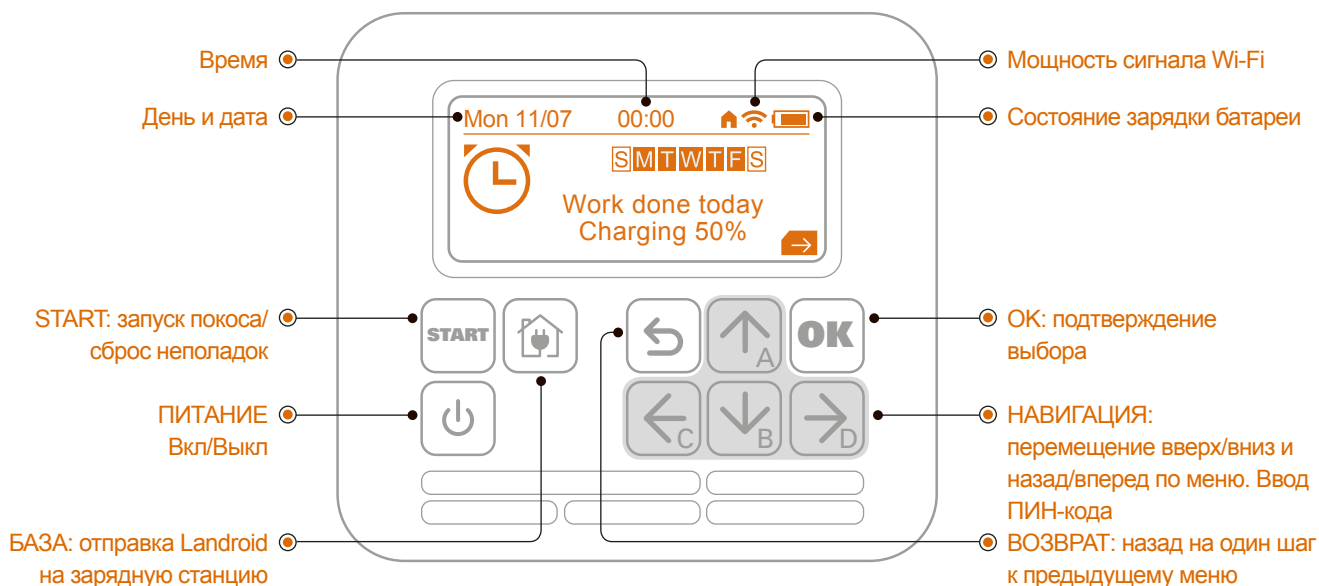 Время
День и дата
Мощность сигнала Wi-Fi
Состояние зарядки батареи
Mon 11/07 00:00
S M T W T F S
Work done today
Charging 50%
START: запуск покоса/
сброс неполадок
ПИТАНИЕ
Вкл/Выкл
БАЗА: отправка Landroid
на зарядную станцию
START
OK
A
C
B
D
OK: подтверждение
выбора
НАВИГАЦИЯ:
перемещение вверх/вниз и
назад/вперед по меню. Ввод
ПИН-кода
ВОЗВРАТ: назад на один шаг
к предыдущему меню